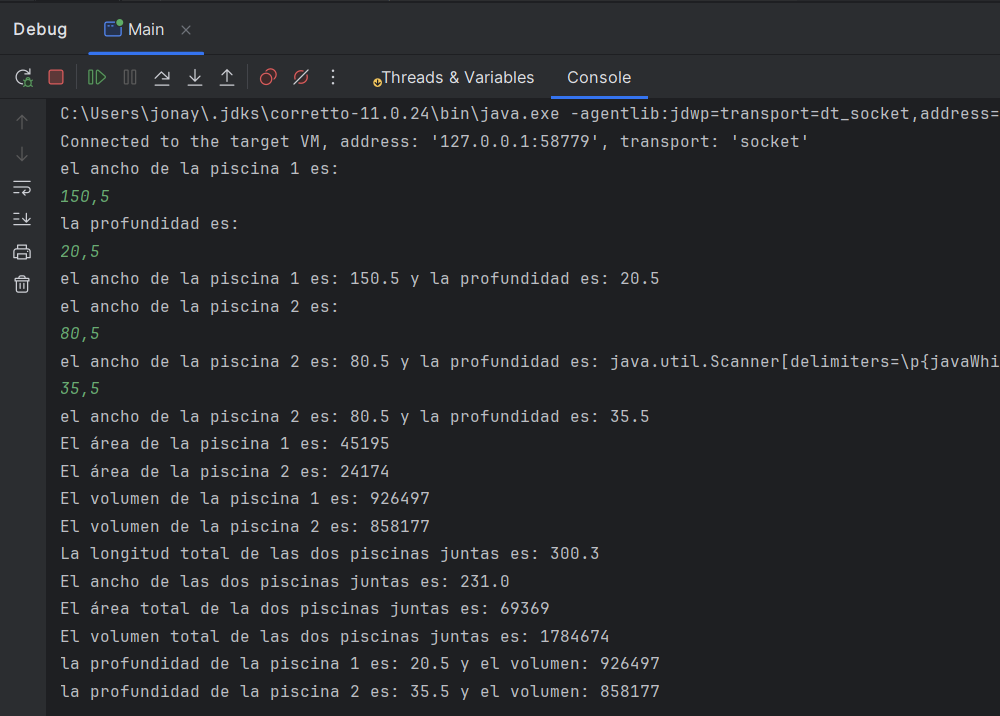 Debug
Main
Threads & Variables
Console
C:\Users\jonay\.jdks\corretto-11.0.24\bin\java.exe -agentlib:jdwp=transport=dt_socket,address=
Connected to the target VM, address: '127.0.0.1:58779', transport: 'socket'
el ancho de la piscina 1 es:
150,5
la profundidad es:
20,5
el ancho de la piscina 1 es: 150.5 y la profundidad es: 20.5
el ancho de la piscina 2 es:
80,5
el ancho de la piscina 2 es: 80.5 y la profundidad es: java.util.Scanner[delimiters=\p{javaWhi
35,5
el ancho de la piscina 2 es: 80.5 y la profundidad es: 35.5
El área de la piscina 1 es: 45195
El área de la piscina 2 es: 24174
El volumen de la piscina 1 es: 926497
El volumen de la piscina 2 es: 858177
La longitud total de las dos piscinas juntas es: 300.3
El ancho de las dos piscinas juntas es: 231.0
El área total de la dos piscinas juntas es: 69369
El volumen total de las dos piscinas juntas es: 1784674
la profundidad de la piscina 1 es: 20.5 y el volumen: 926497
la profundidad de la piscina 2 es: 35.5 y el volumen: 858177